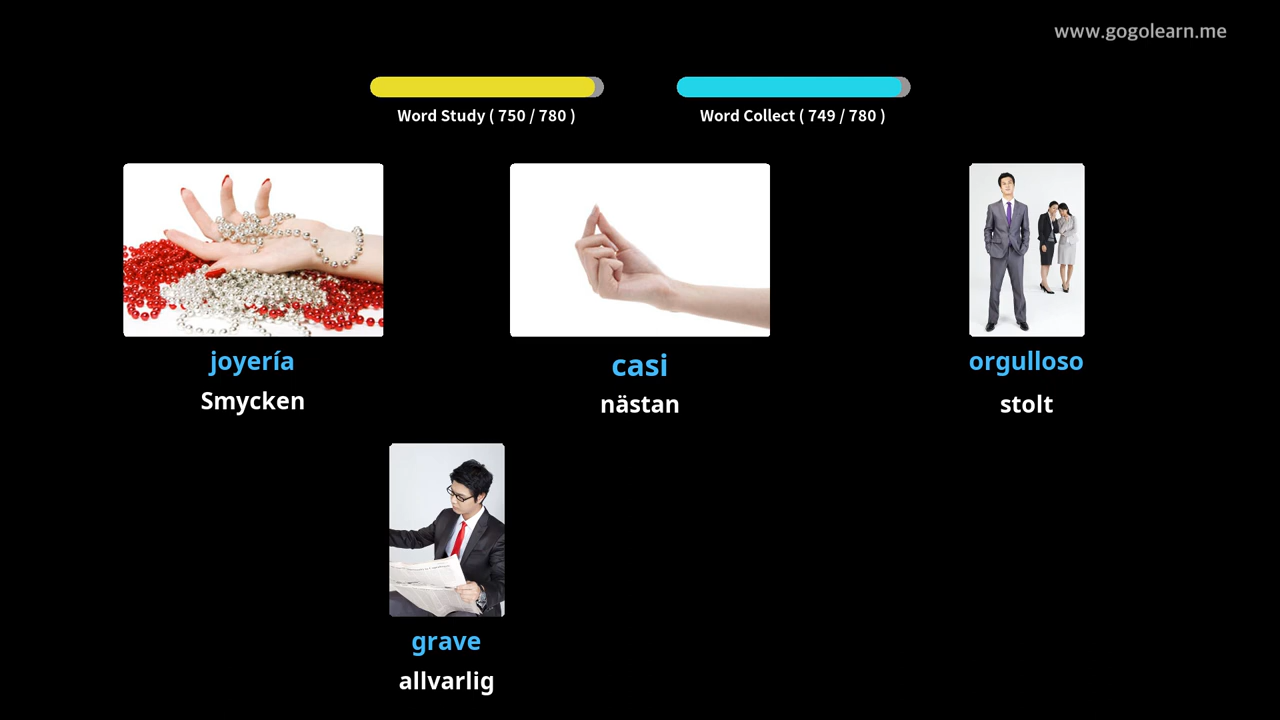 www.gogolearn.me
Word Study ( 750 / 780 )
Word Collect ( 749 / 780 )
joyería
Smycken
casi
nästan
orgulloso
stolt
grave
allvarlig